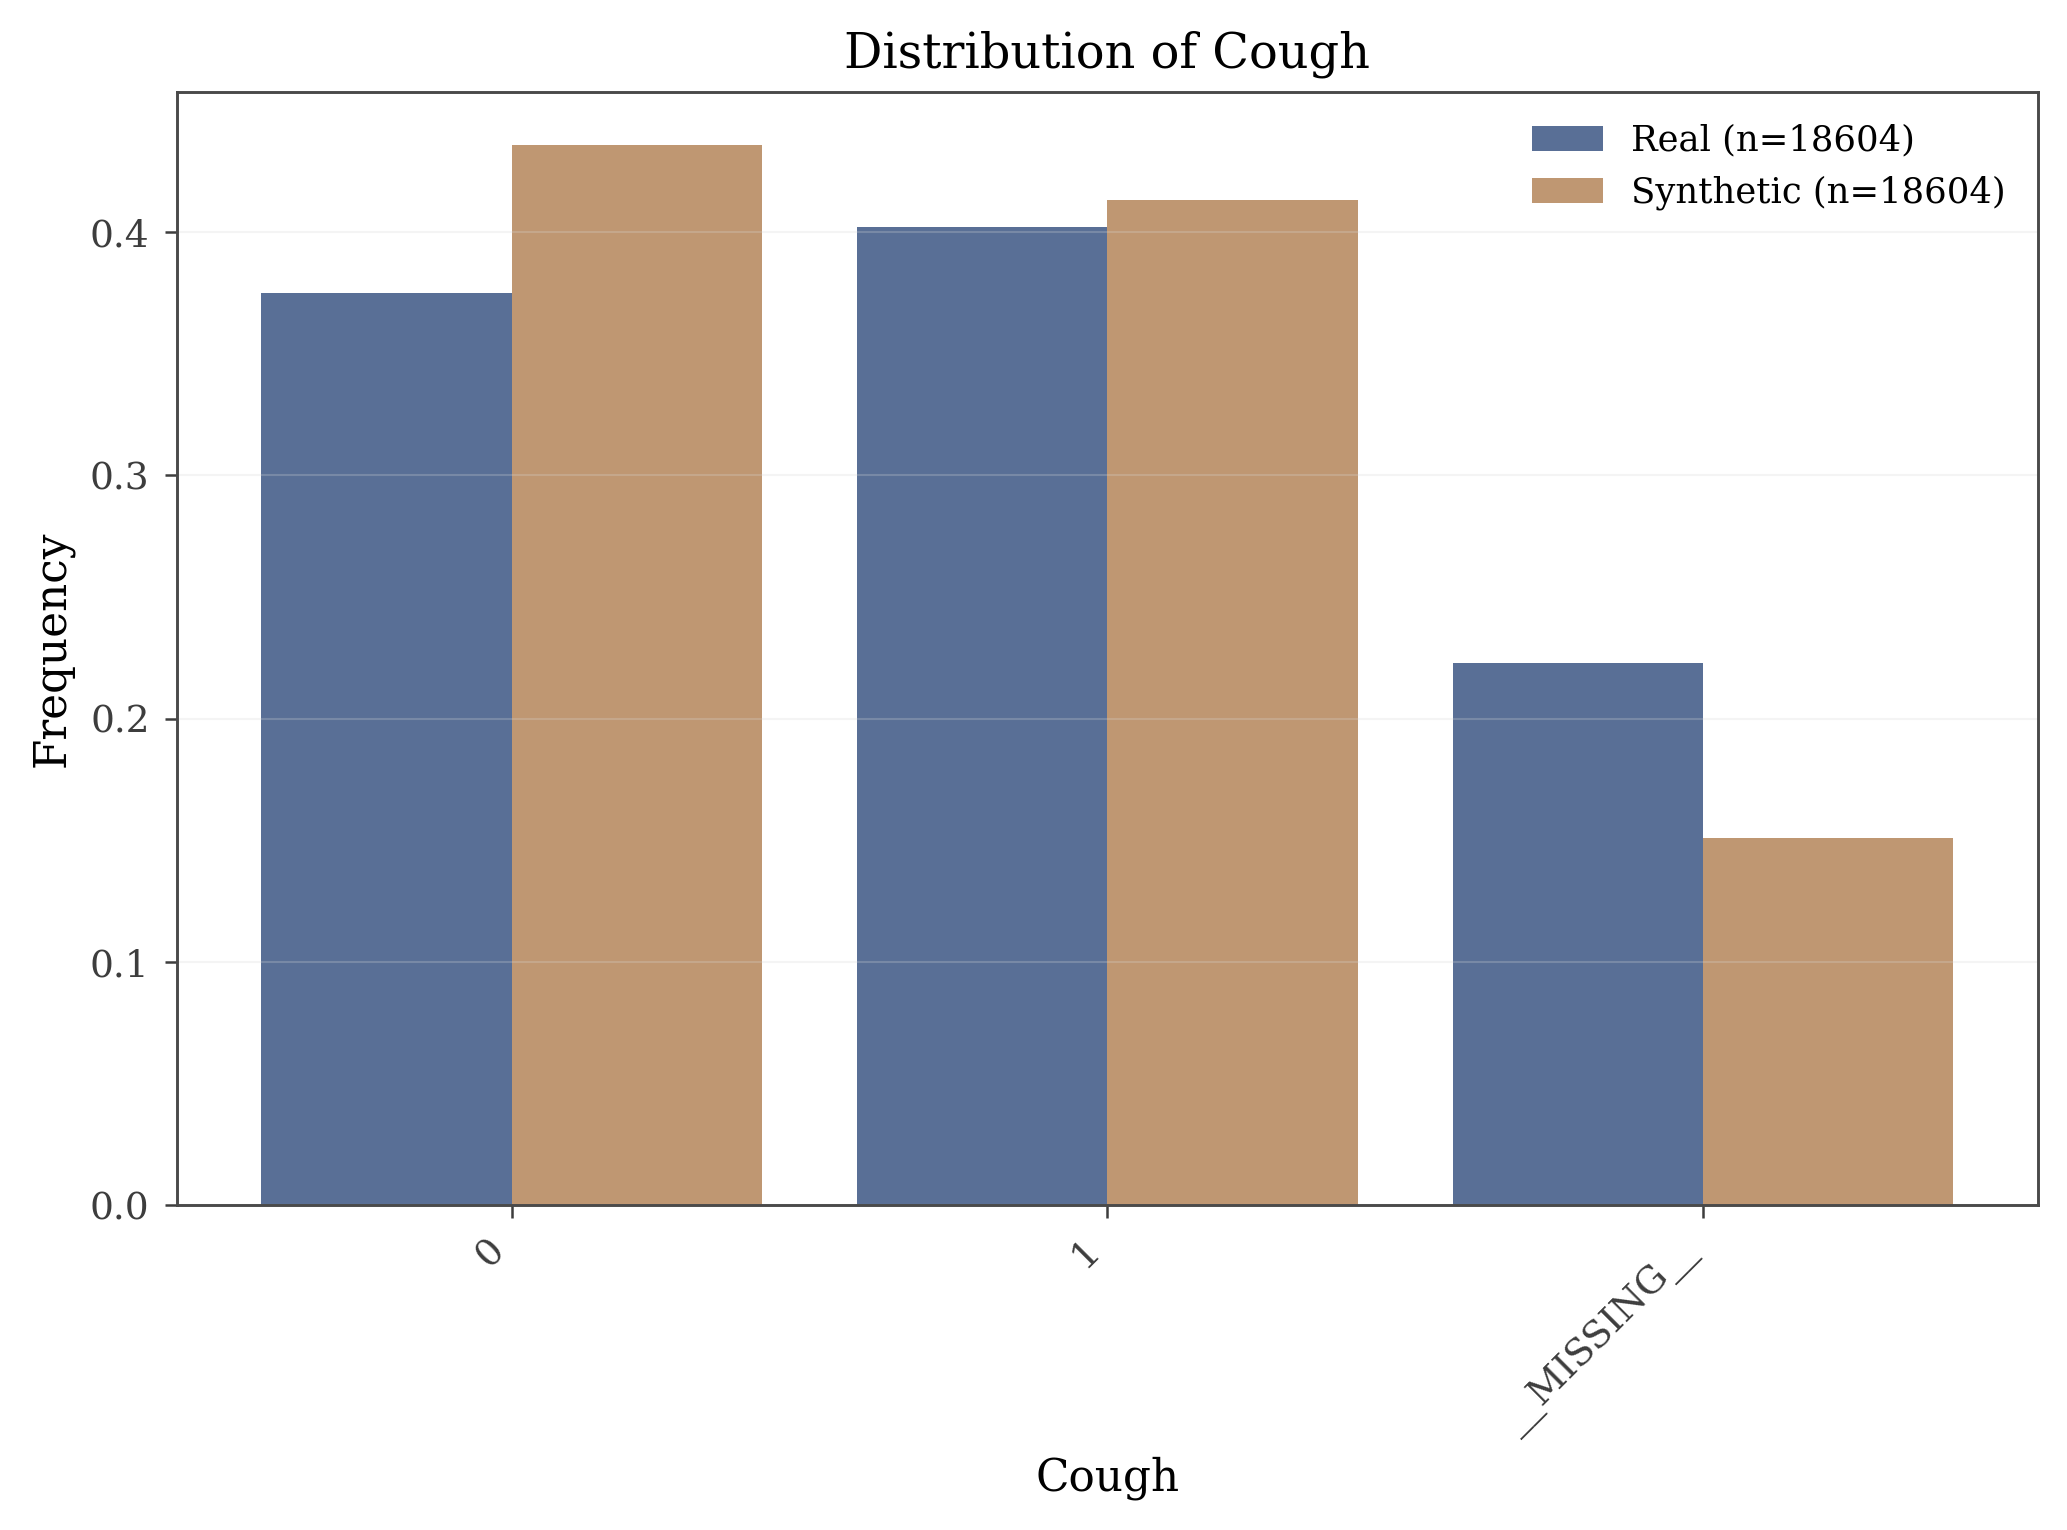 Distribution of Cough
Real (n=18604)
Synthetic (n=18604)
Frequency
0.4
0.3
0.2
0.1
0.0
0
1
__MISSING__
Cough